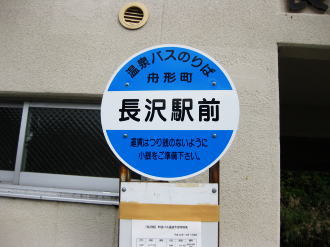 温泉バスのりば
舟形町
長沢駅前
運賃はつり銭のないように
小銭をご準備下さい。